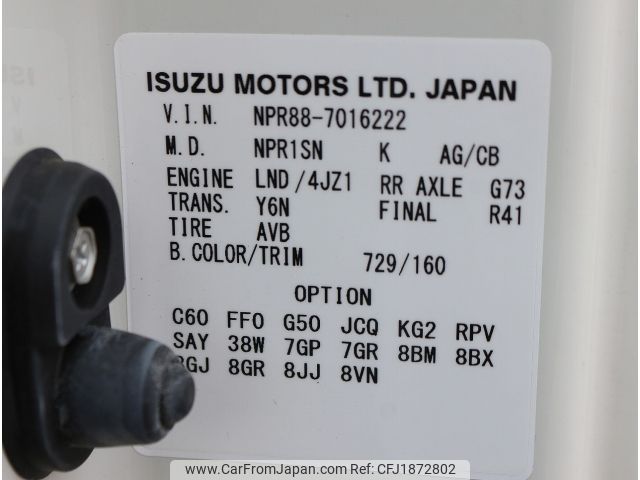 ISUZU MOTORS LTD. JAPAN
V.I.N. NPR88-7016222
M.D. NPR1SN K AG/CB
ENGINE LND/4JZ1 RR AXLE G73
TRANS. Y6N FINAL R41
TIRE AVB
B.COLOR/TRIM 729/160
OPTION
C60 FF0 G50 JCQ KG2 RPV
SAY 38W 7GP 7GR 8BM 8BX
8GR 8JJ 8VN
www.CarFromJapan.com Ref:CFJ1872802